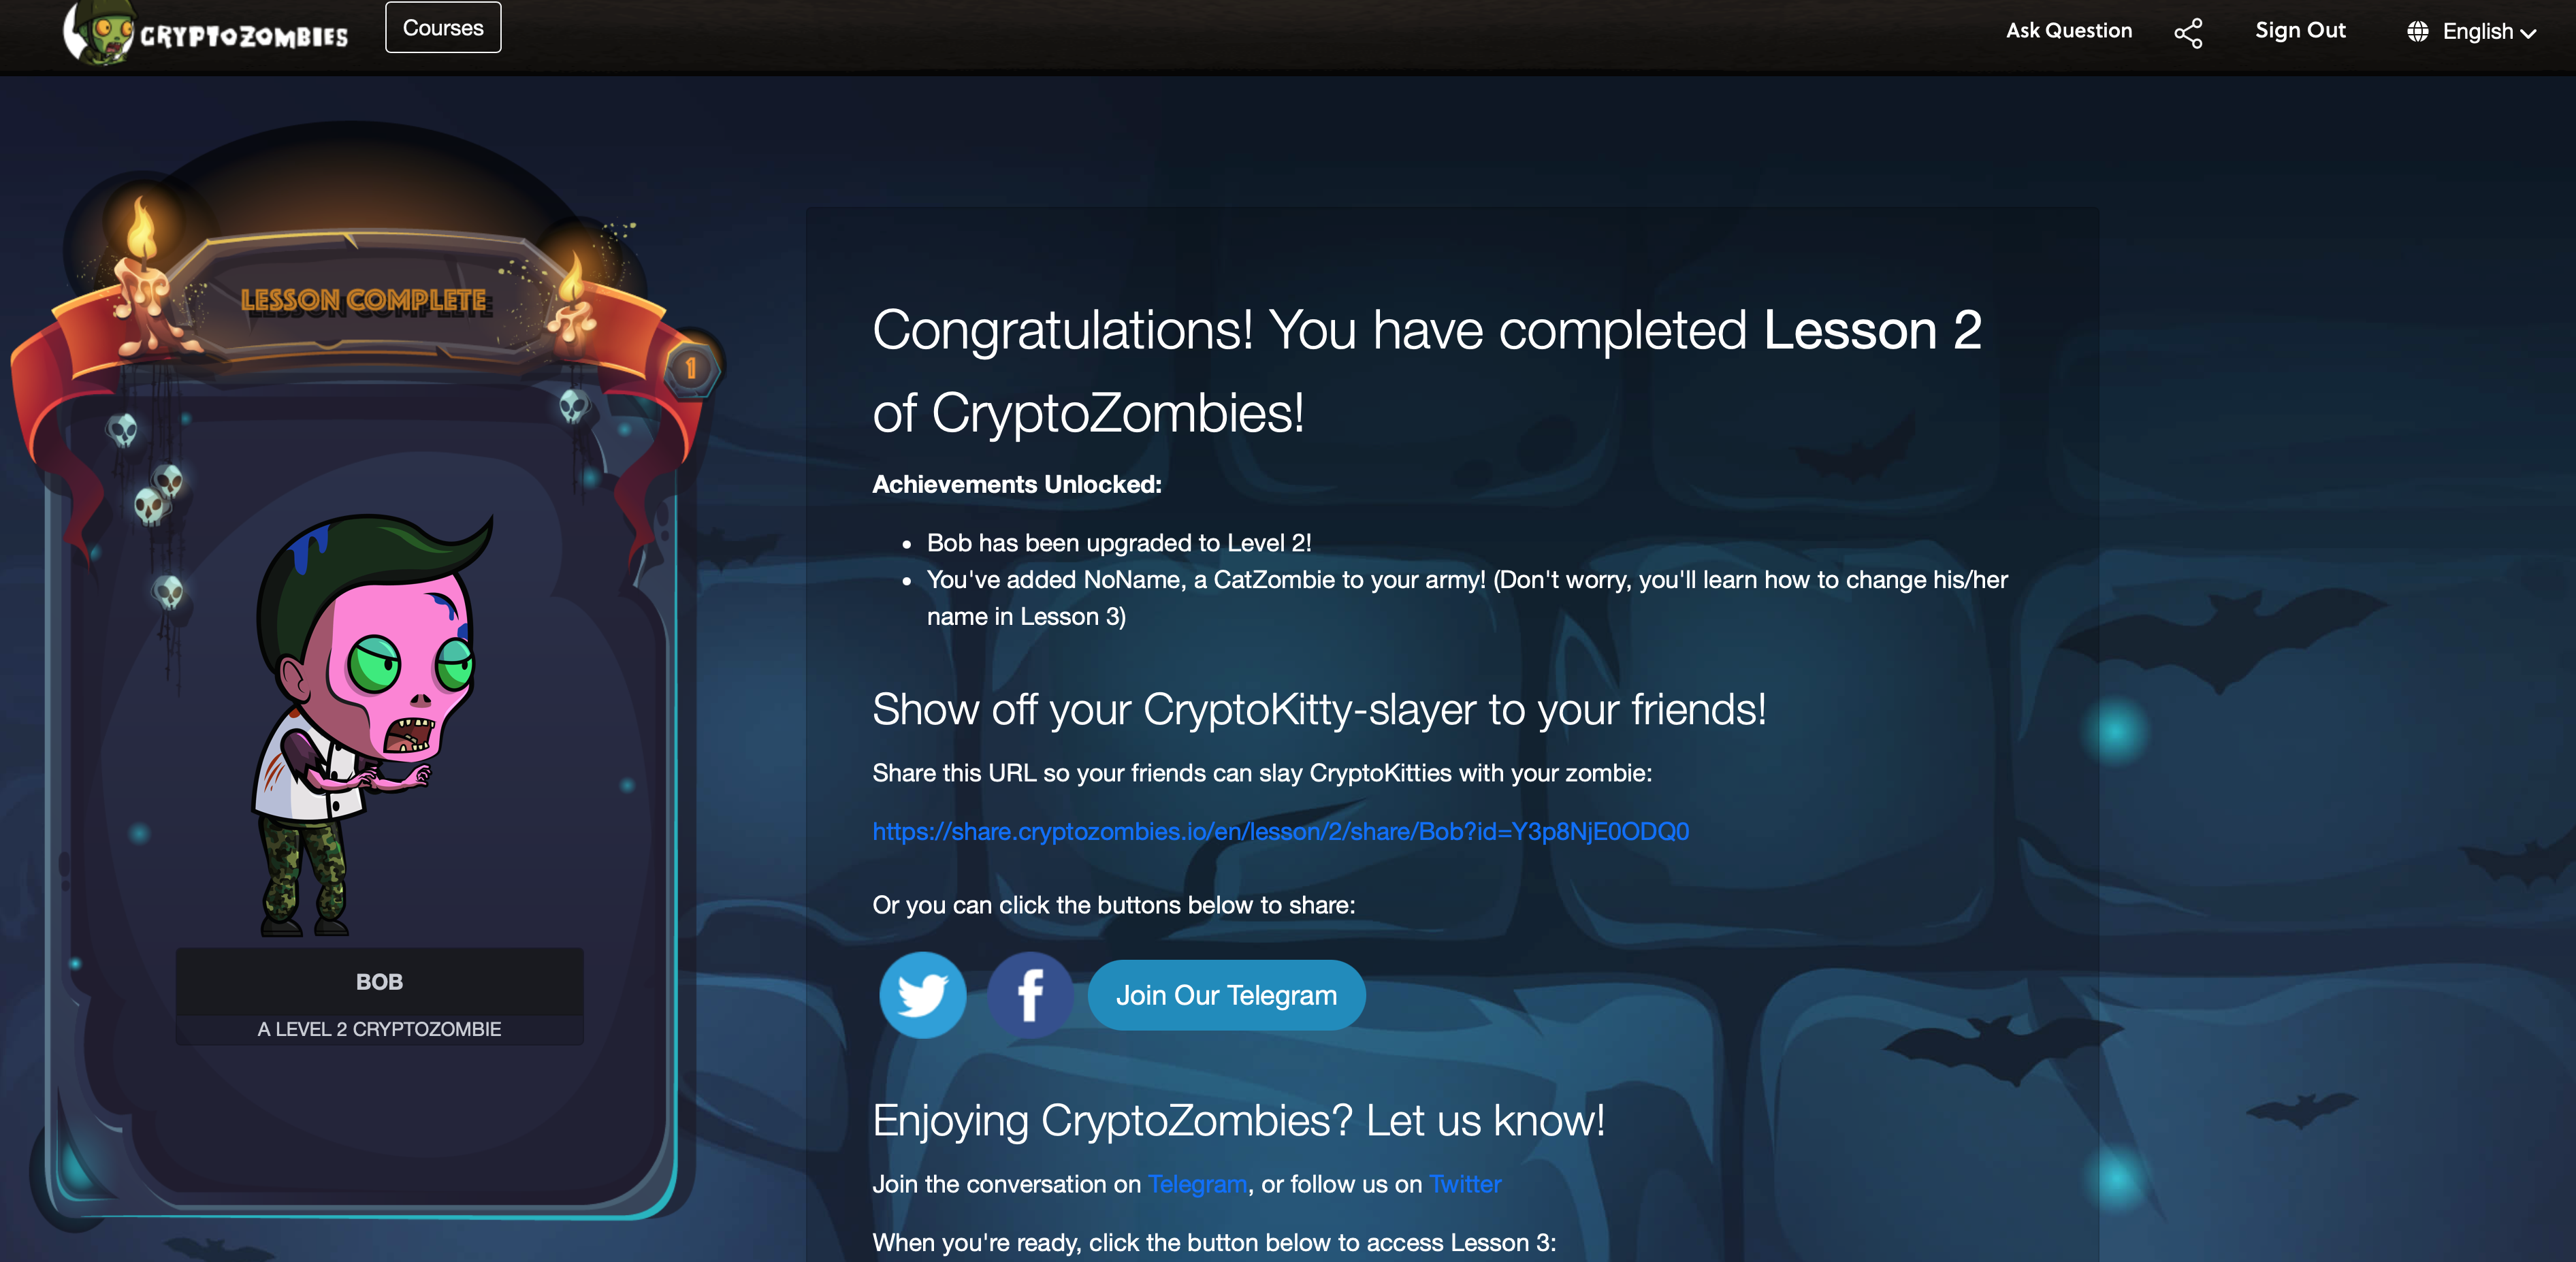 CRYPTOZOMBIES
Courses
Ask Question
Sign Out
English
LESSON COMPLETE
1
BOB
A LEVEL 2 CRYPTOZOMBIE
Congratulations! You have completed Lesson 2
of CryptoZombies!
Achievements Unlocked:
• Bob has been upgraded to Level 2!
• You've added NoName, a CatZombie to your army! (Don't worry, you'll learn how to change his/her
name in Lesson 3)
Show off your CryptoKitty-slayer to your friends!
Share this URL so your friends can slay CryptoKitties with your zombie:
https://share.cryptozombies.io/en/lesson/2/share/Bob?id=Y3p8NjE0ODQ0
Or you can click the buttons below to share:
Join Our Telegram
Enjoying CryptoZombies? Let us know!
Join the conversation on Telegram, or follow us on Twitter
When you're ready, click the button below to access Lesson 3: